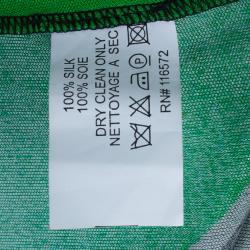 100% SILK
100% SOIE
DRY CLEAN ONLY
NETTOYAGE A SEC
RN# 116572